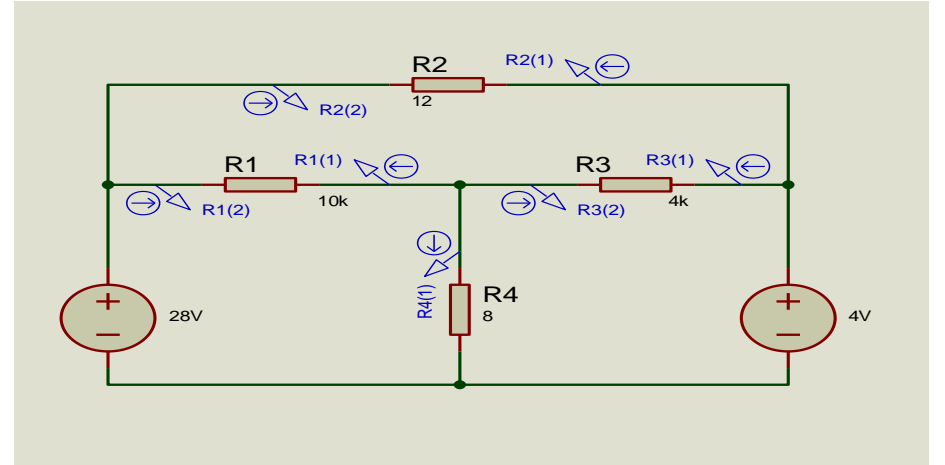 R2
R2(1)
12
R2(2)
R1
R1(1)
R3
R3(1)
10k
4k
R1(2)
R3(2)
R4(1)
R4
8
+
−
28V
+
−
4V